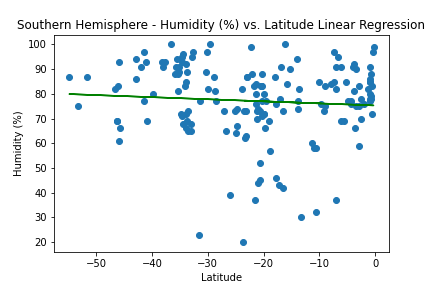 Southern Hemisphere - Humidity (%) vs. Latitude Linear Regression
100
90
80
70
60
50
40
30
20
Humidity (%)
−50 −40 −30 −20 −10 0
Latitude